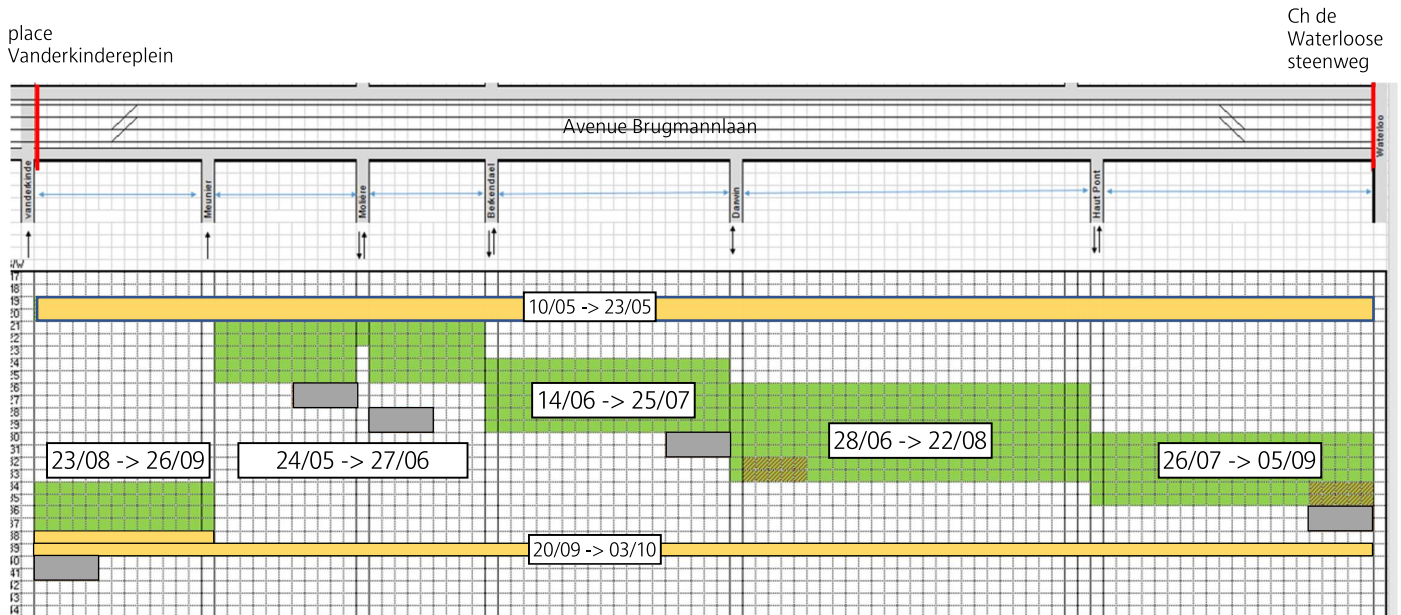 place
Vanderkindereplein
Ch de
Waterloose
steenweg
Avenue Brugmannlaan
Waterloo
Vanderkinde
Meunier
Molière
Berkendael
Darwin
Haut Pont
10/05 -> 23/05
14/06 -> 25/07
28/06 -> 22/08
23/08 -> 26/09
24/05 -> 27/06
26/07 -> 05/09
20/09 -> 03/10